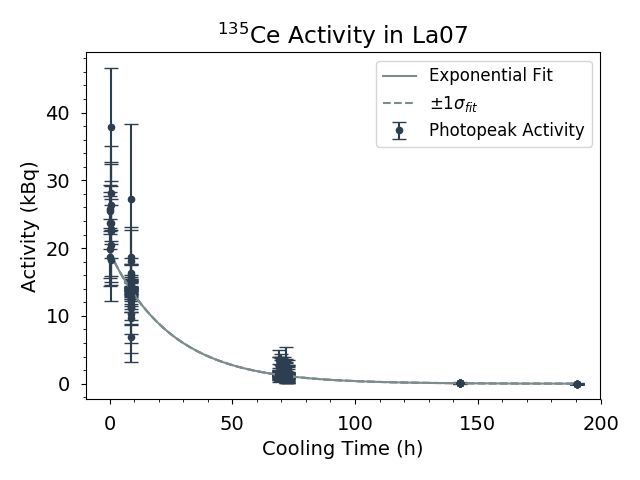 ¹³⁵Ce Activity in La07
Exponential Fit
±1σ_fit
Photopeak Activity
Activity (kBq)
40
30
20
10
0
0 50 100 150 200
Cooling Time (h)